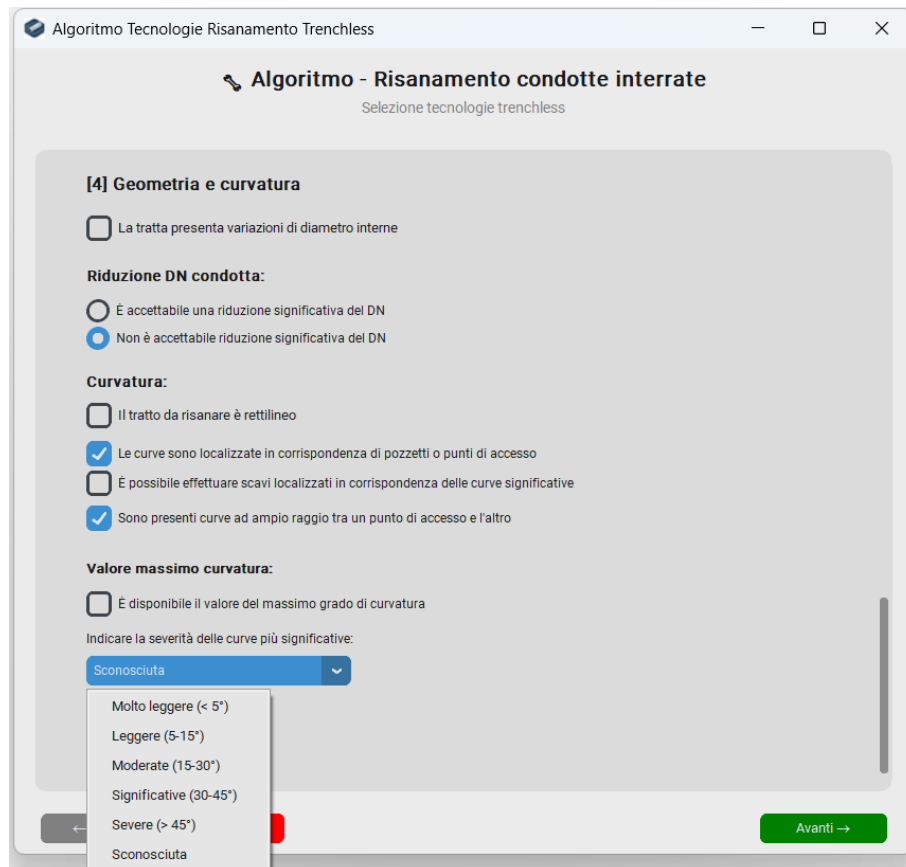 Algoritmo Tecnologie Risanamento Trenchless
Algoritmo - Risanamento condotte interrate
Selezione tecnologie trenchless
[4] Geometria e curvatura
La tratta presenta variazioni di diametro interne
Riduzione DN condotta:
È accettabile una riduzione significativa del DN
Non è accettabile riduzione significativa del DN
Curvatura:
Il tratto da risanare è rettilineo
Le curve sono localizzate in corrispondenza di pozzetti o punti di accesso
È possibile effettuare scavi localizzati in corrispondenza delle curve significative
Sono presenti curve ad ampio raggio tra un punto di accesso e l'altro
Valore massimo curvatura:
È disponibile il valore del massimo grado di curvatura
Indicare la severità delle curve più significative:
Sconosciuta
Molto leggere (< 5°)
Leggere (5-15°)
Moderate (15-30°)
Significative (30-45°)
Severe (> 45°)
Sconosciuta
←
Avanti →